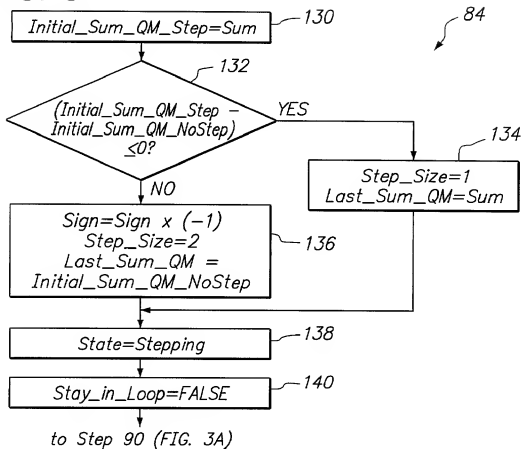 Initial_Sum_QM_Step=Sum
130
84
132
(Initial_Sum_QM_Step –
Initial_Sum_QM_NoStep)
≤0?
YES
NO
134
Step_Size=1
Last_Sum_QM=Sum
Sign=Sign x (-1)
Step_Size=2
Last_Sum_QM =
Initial_Sum_QM_NoStep
136
State=Stepping
138
Stay_in_Loop=FALSE
140
to Step 90 (FIG. 3A)